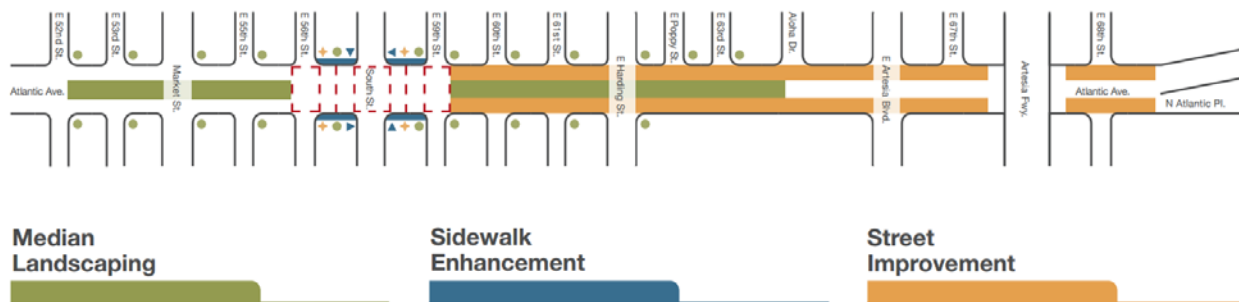 E 52nd St.
E 53rd St.
Market St.
E 55th St.
E 56th St.
South St.
E 59th St.
E 60th St.
E 61st St.
E Harding St.
E Poppy St.
E 63rd St.
Aloha Dr.
E Artesia Blvd.
E 67th St.
Artesia Fwy.
E 68th St.
Atlantic Ave.
Atlantic Ave.
N Atlantic Pl.
Median
Landscaping
Sidewalk
Enhancement
Street
Improvement